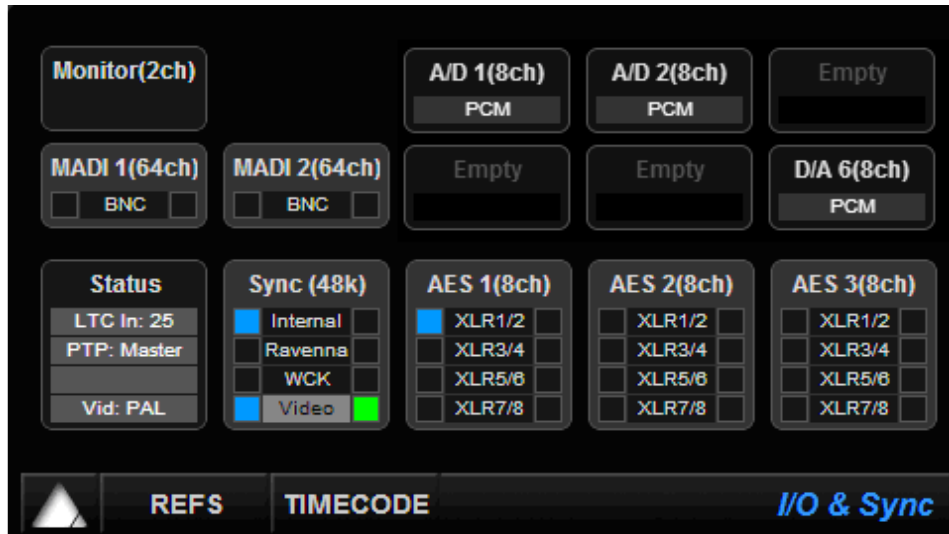 Monitor(2ch)
A/D 1(8ch)
PCM
A/D 2(8ch)
PCM
Empty
MADI 1(64ch)
BNC
MADI 2(64ch)
BNC
Empty
Empty
D/A 6(8ch)
PCM
Status
LTC In: 25
PTP: Master
Vid: PAL
Sync (48k)
Internal
Ravenna
WCK
Video
AES 1(8ch)
XLR1/2
XLR3/4
XLR5/6
XLR7/8
AES 2(8ch)
XLR1/2
XLR3/4
XLR5/6
XLR7/8
AES 3(8ch)
XLR1/2
XLR3/4
XLR5/6
XLR7/8
REFS
TIMECODE
I/O & Sync